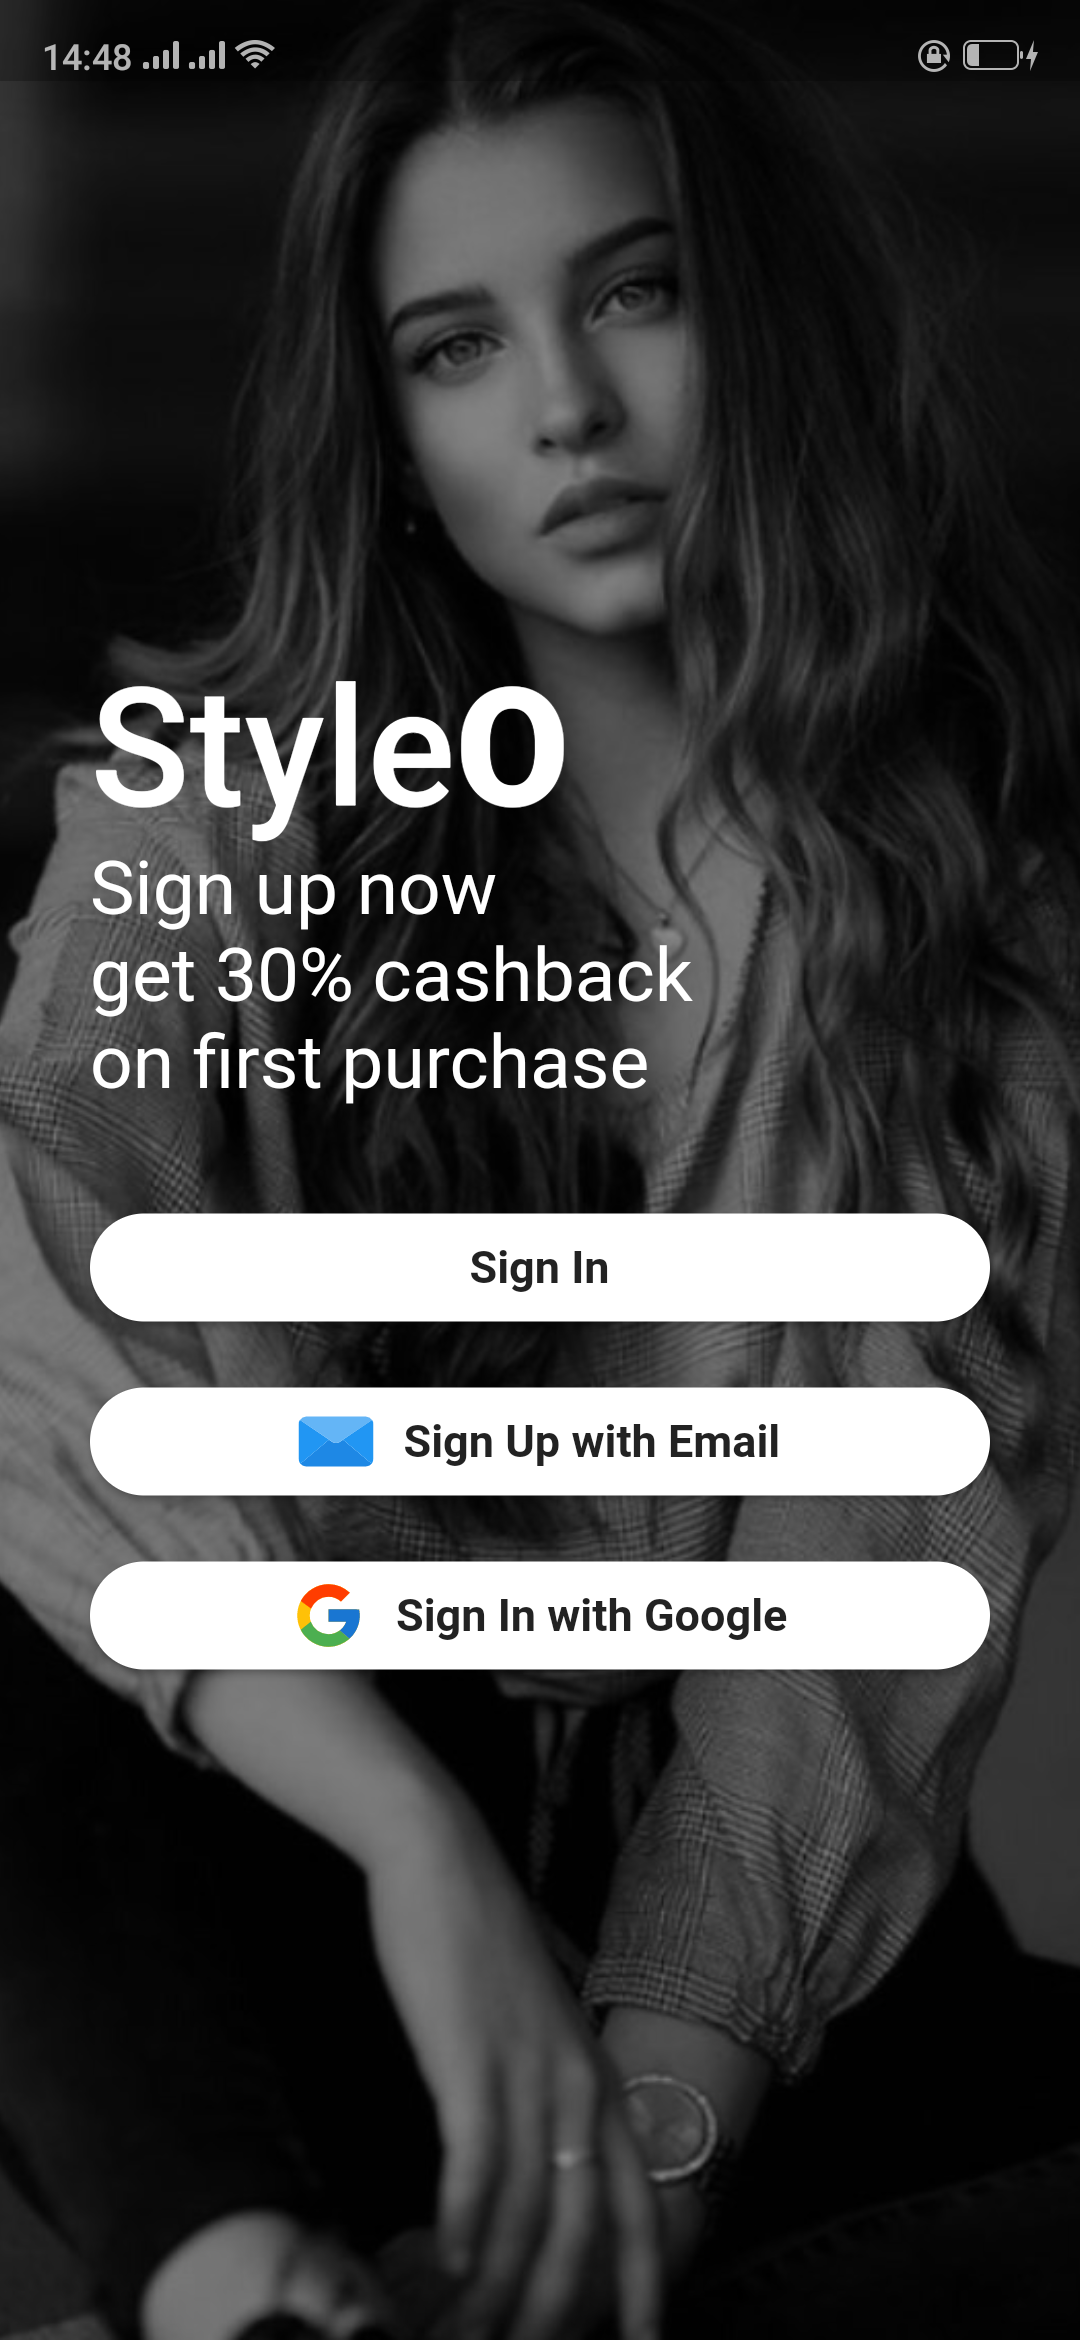 14:48
StyleO
Sign up now
get 30% cashback
on first purchase
Sign In
Sign Up with Email
Sign In with Google